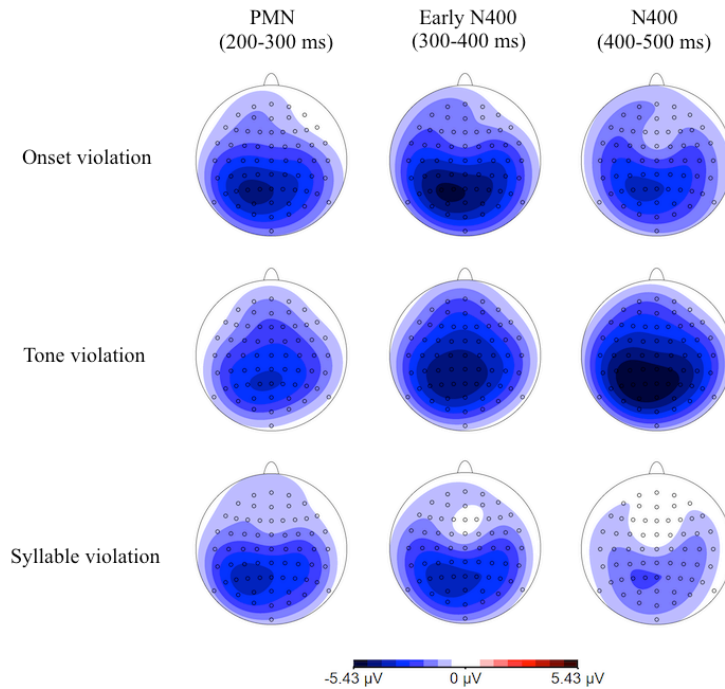 PMN Early N400 N400
(200-300 ms) (300-400 ms) (400-500 ms)
Onset violation
Tone violation
Syllable violation
-5.43 µV 0 µV 5.43 µV